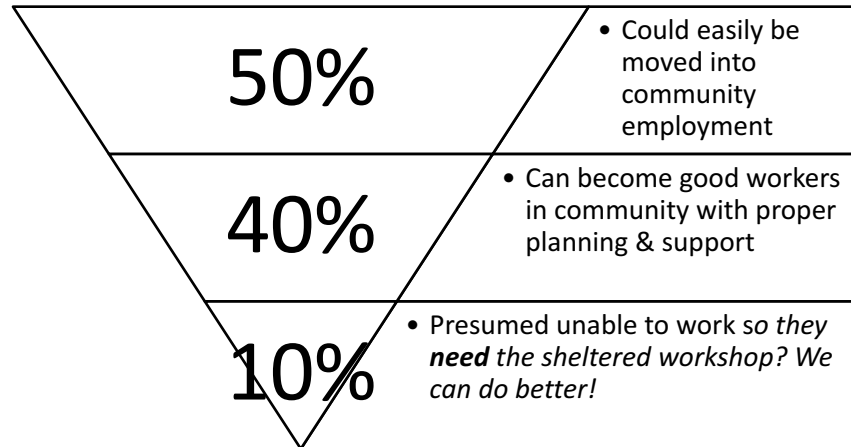 50%
• Could easily be
moved into
community
employment
40%
• Can become good workers
in community with proper
planning & support
10%
• Presumed unable to work so they
need the sheltered workshop? We
can do better!